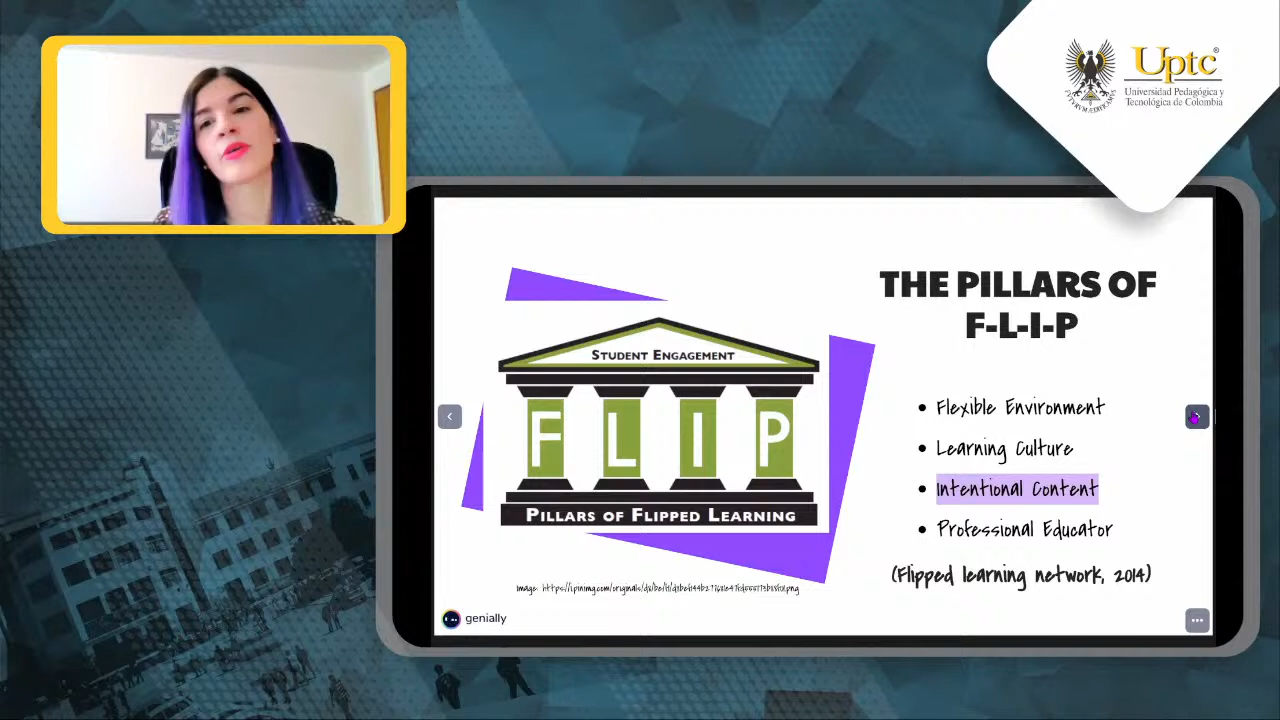 Uptc®
Universidad Pedagógica y
Tecnológica de Colombia
THE PILLARS OF
F-L-I-P
STUDENT ENGAGEMENT
F L I P
PILLARS OF FLIPPED LEARNING
• Flexible Environment
• Learning Culture
• Intentional Content
• Professional Educator
(Flipped learning network, 2014)
image:
genially